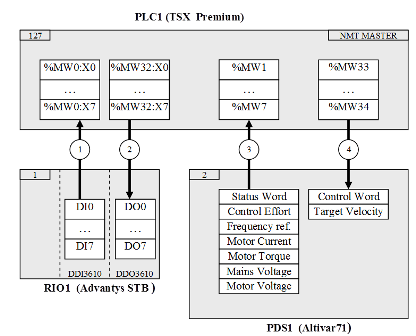 PLC1 (TSX Premium)
127
NMT MASTER
%MW0:X0
%MW32:X0
%MW1
%MW33
...
...
...
...
%MW0:X7
%MW32:X7
%MW7
%MW34
1
2
3
4
1
2
DI0
DO0
...
...
DI7
DO7
DDI3610
DDO3610
Status Word
Control Effort
Frequency ref.
Motor Current
Motor Torque
Mains Voltage
Motor Voltage
Control Word
Target Velocity
RIO1 (Advantys STB )
PDS1 (Altivar71)